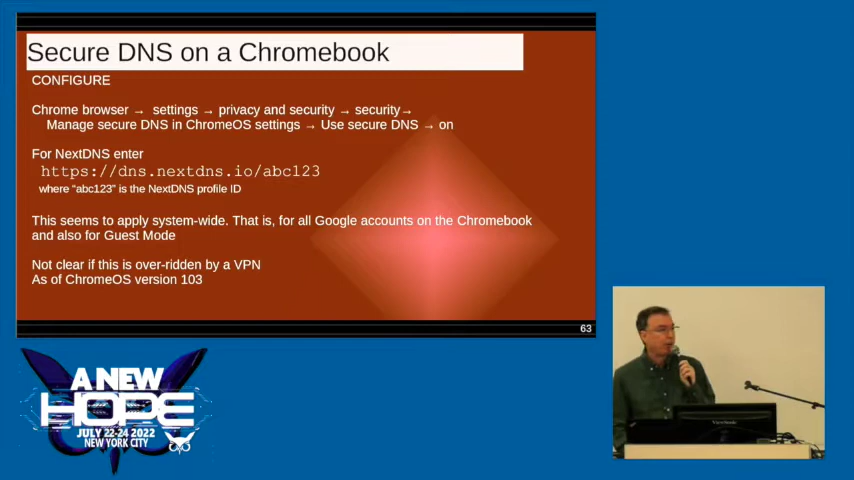 Secure DNS on a Chromebook
CONFIGURE
Chrome browser → settings → privacy and security → security→
Manage secure DNS in ChromeOS settings → Use secure DNS → on
For NextDNS enter
https://dns.nextdns.io/abc123
where "abc123" is the NextDNS profile ID
This seems to apply system-wide. That is, for all Google accounts on the Chromebook
and also for Guest Mode
Not clear if this is over-ridden by a VPN
As of ChromeOS version 103
63
A NEW
HOPE
JULY 22-24 2022
NEW YORK CITY
ViewSonic